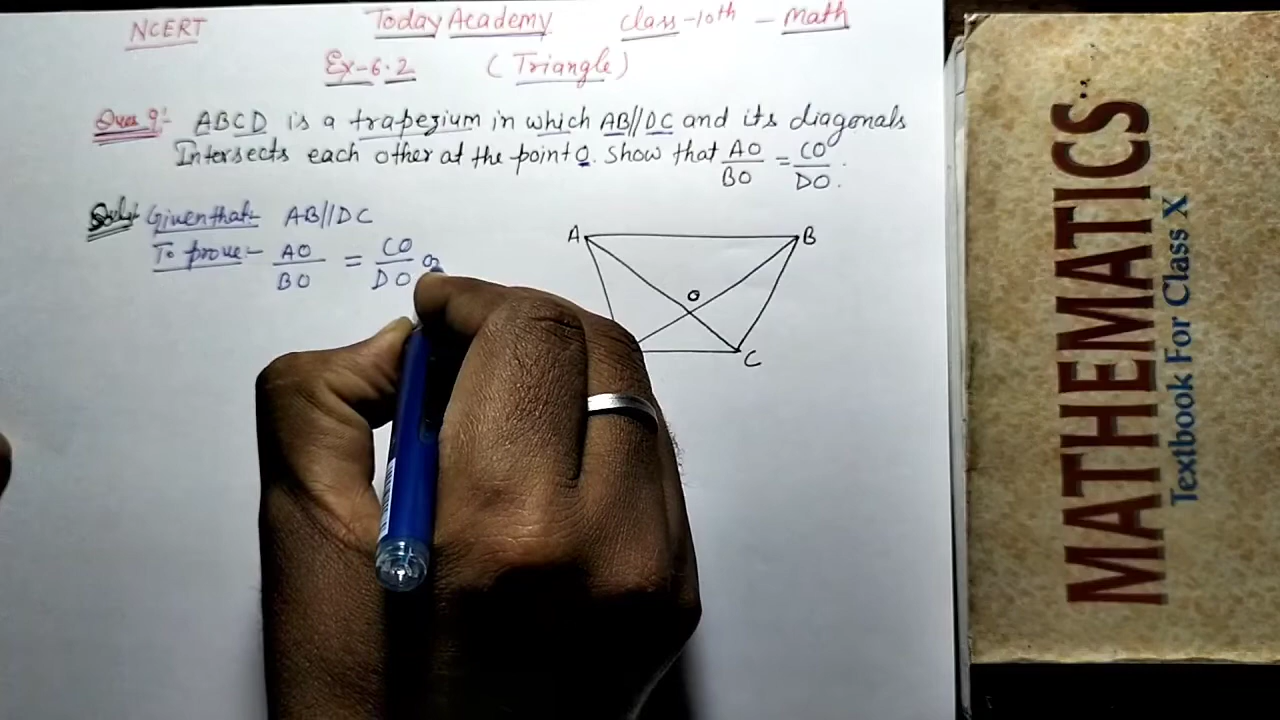 NCERT Today Academy Class-10th - Math
Ex-6.2 (Triangle)
Ques 9:- ABCD is a trapezium in which AB//DC and its diagonals
Intersects each other at the point O. Show that AO/BO = CO/DO.
Solu:- Given that:- AB//DC
To prove:- AO/BO = CO/DO
A B
O
C
MATHEMATICS
Textbook For Class X